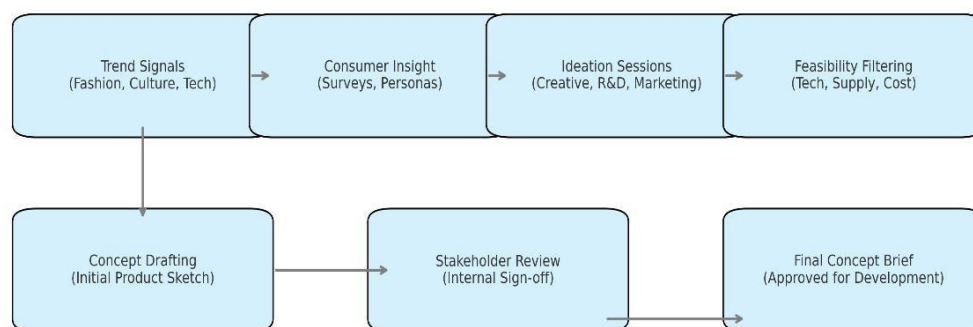 Trend Signals
(Fashion, Culture, Tech)
Consumer Insight
(Surveys, Personas)
Ideation Sessions
(Creative, R&D, Marketing)
Feasibility Filtering
(Tech, Supply, Cost)
Concept Drafting
(Initial Product Sketch)
Stakeholder Review
(Internal Sign-off)
Final Concept Brief
(Approved for Development)